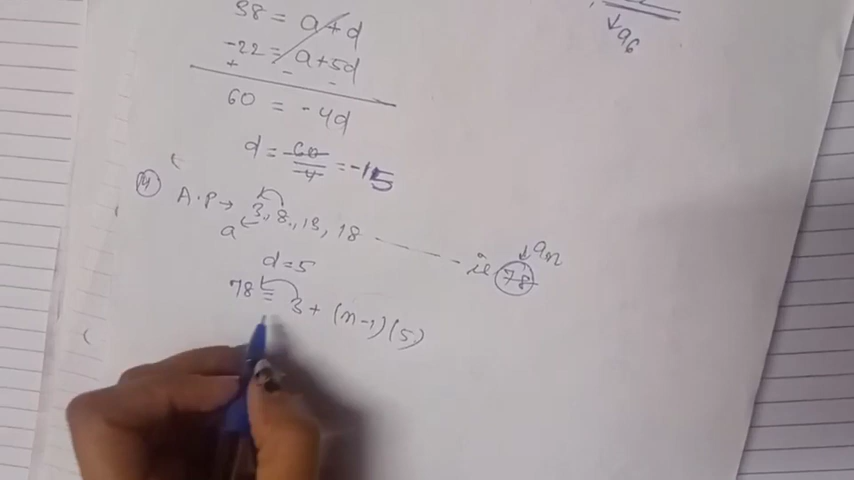 38 = a + d
-22 = a + 5d
+ - -
60 = -4d
d = -60/-4 = -15
a6
14 A.P → 3, 8, 13, 18 ------- is 78
a
an
d = 5
78 = 3 + (n-1)(5)